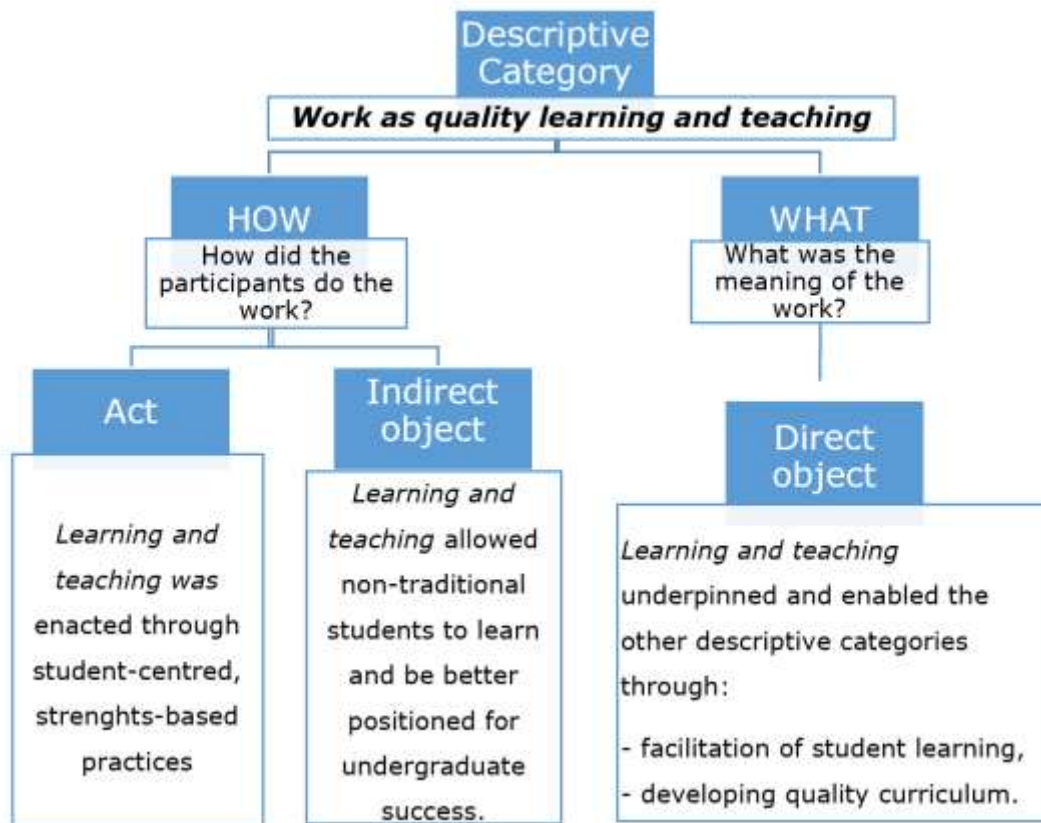 Descriptive
Category
Work as quality learning and teaching
HOW
How did the
participants do the
work?
WHAT
What was the
meaning of the
work?
Act
Learning and
teaching was
enacted through
student-centred,
strenghts-based
practices
Indirect
object
Learning and
teaching allowed
non-traditional
students to learn
and be better
positioned for
undergraduate
success.
Direct
object
Learning and teaching
underpinned and enabled the
other descriptive categories
through:
- facilitation of student learning,
- developing quality curriculum.